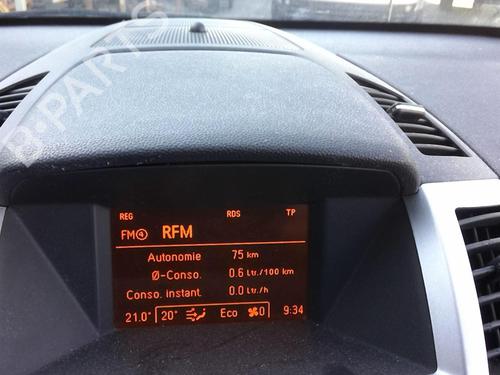 B-PARTS
REG RDS TP
FM4 RFM
Autonomie 75 km
Ø-Conso. 0.6 Ltr./100 km
Conso. instant. 0.0 Ltr./h
21.0° 20° Eco 0 9:34